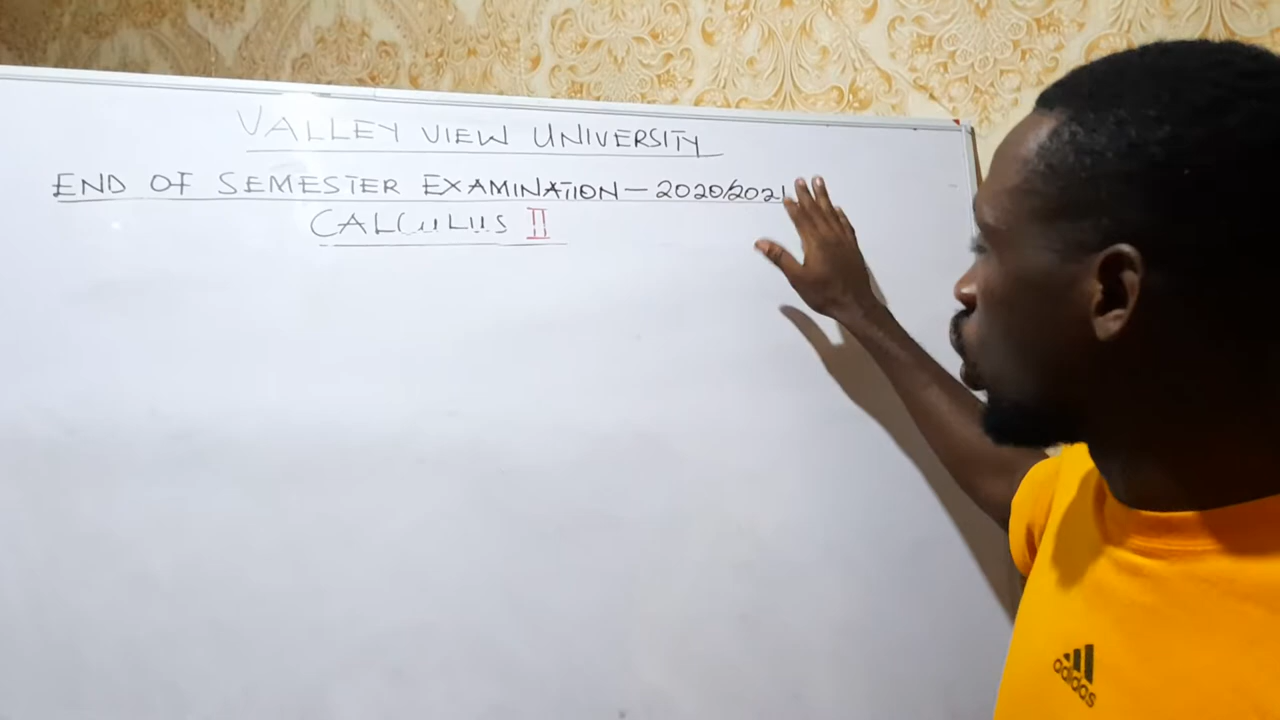 VALLEY VIEW UNIVERSITY
END OF SEMESTER EXAMINATION - 2020/2021
CALCULUS II
adidas